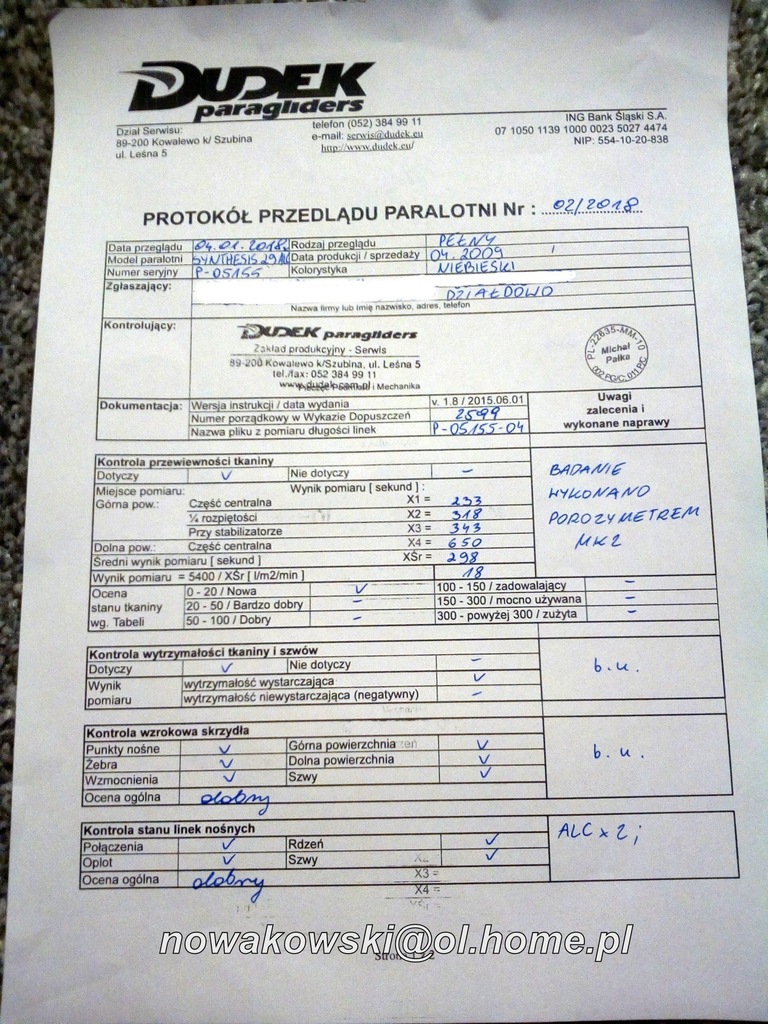 DUDEK
paragliders
Dział Serwisu:
89-200 Kowalewo k/ Szubina
ul. Leśna 5
telefon (052) 384 99 11
e-mail: serwis@dudek.eu
http://www.dudek.eu/
ING Bank Śląski S.A.
07 1050 1139 1000 0023 5027 4474
NIP: 554-10-20-838
PROTOKÓŁ PRZEDLĄDU PARALOTNI Nr : 02/2018
Data przeglądu 04.01.2018. Rodzaj przeglądu PEŁNY
Model paralotni SYNTHESIS 29 Data produkcji / sprzedaży 04.2009 /
Numer seryjny P-05155 Kolorystyka NIEBIESKI
Zgłaszający: DZIAŁDOWO
Nazwa firmy lub imię nazwisko, adres, telefon
Kontrolujący: DUDEK paragliders
Zakład produkcyjny - Serwis
89-200 Kowalewo k/Szubina, ul. Leśna 5
tel./fax: 052 384 99 11
i Mechanika
PL-22635-MM-10
Michał
Pałka
Dokumentacja: Wersja instrukcji / data wydania v. 1.8 / 2015.06.01
Numer porządkowy w Wykazie Dopuszczeń 2599
Nazwa pliku z pomiaru długości linek P-05155-04
Uwagi
zalecenia i
wykonane naprawy
Kontrola przewiewności tkaniny
Dotyczy ✓ Nie dotyczy –
Miejsce pomiaru: Wynik pomiaru [ sekund ] :
Górna pow.: Część centralna X1 = 233
¼ rozpiętości X2 = 318
Przy stabilizatorze X3 = 343
Dolna pow.: Część centralna X4 = 650
Średni wynik pomiaru [ sekund ] XŚr = 298
Wynik pomiaru = 5400 / XŚr [ l/m2/min ] 18
Ocena 0 - 20 / Nowa ✓ 100 - 150 / zadowalający –
stanu tkaniny 20 - 50 / Bardzo dobry – 150 - 300 / mocno używana –
wg. Tabeli 50 - 100 / Dobry – 300 - powyżej 300 / zużyta –
BADANIE
WYKONANO
POROZYMETREM
MK2
Kontrola wytrzymałości tkaniny i szwów
Dotyczy ✓ Nie dotyczy –
Wynik wytrzymałość wystarczająca ✓
pomiaru wytrzymałość niewystarczająca (negatywny) –
b.u.
Kontrola wzrokowa skrzydła
Punkty nośne ✓ Górna powierzchnia ✓
Żebra ✓ Dolna powierzchnia ✓
Wzmocnienia ✓ Szwy ✓
Ocena ogólna dobry
b.u.
Kontrola stanu linek nośnych
Połączenia ✓ Rdzeń ✓
Oplot ✓ Szwy ✓
Ocena ogólna dobry
X2
X3 =
X4 =
ALC x 2;
nowakowski@ol.home.pl